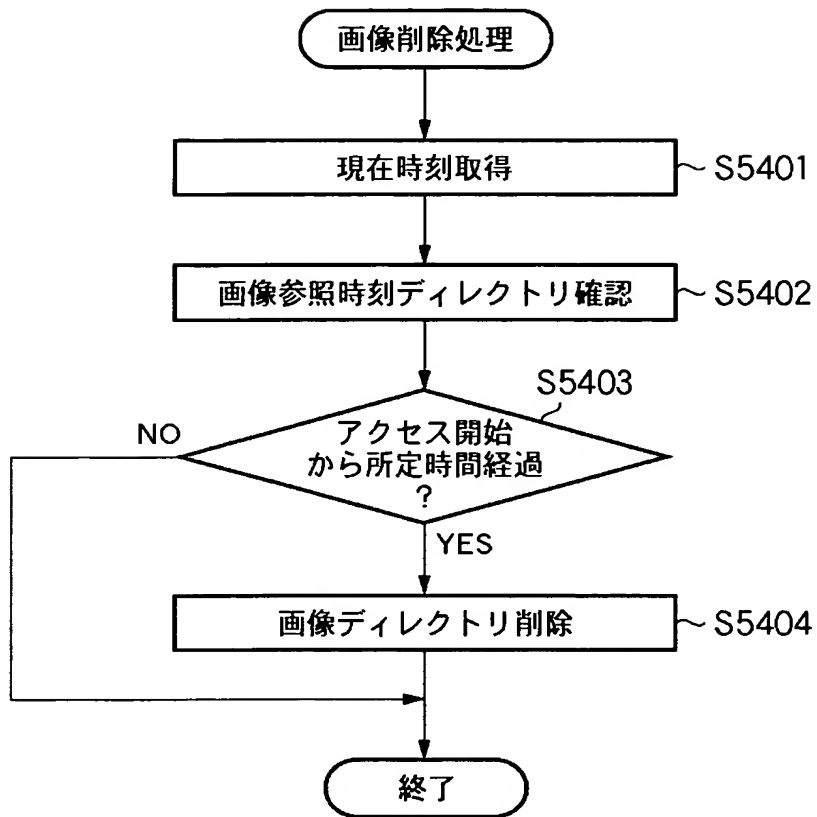 画像削除処理
現在時刻取得
S5401
画像参照時刻ディレクトリ確認
S5402
S5403
アクセス開始
から所定時間経過
?
NO
YES
画像ディレクトリ削除
S5404
終了